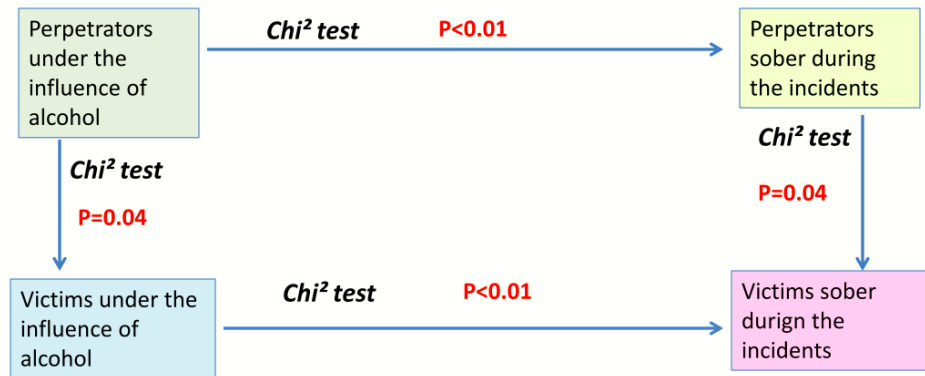 Perpetrators
under the
influence of
alcohol
Chi² test
P<0.01
Perpetrators
sober during
the incidents
Chi² test
P=0.04
Chi² test
P=0.04
Victims under the
influence of
alcohol
Chi² test
P<0.01
Victims sober
durign the
incidents